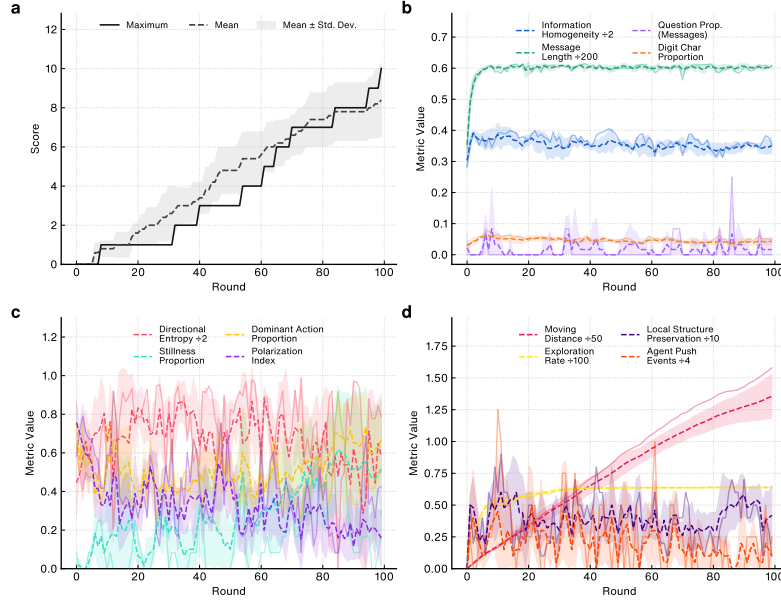 a
Maximum
Mean
Mean ± Std. Dev.
12
10
8
6
4
2
0
Score
0
20
40
60
80
100
Round
b
Information
Homogeneity ÷2
Message
Length ÷200
Question Prop.
(Messages)
Digit Char
Proportion
0.7
0.6
0.5
0.4
0.3
0.2
0.1
0.0
Metric Value
0
20
40
60
80
100
Round
c
Directional
Entropy ÷2
Stillness
Proportion
Dominant Action
Proportion
Polarization
Index
1.2
1.0
0.8
0.6
0.4
0.2
0.0
Metric Value
0
20
40
60
80
100
Round
d
Moving
Distance ÷50
Exploration
Rate ÷100
Local Structure
Preservation ÷10
Agent Push
Events ÷4
1.75
1.50
1.25
1.00
0.75
0.50
0.25
0.00
Metric Value
0
20
40
60
80
100
Round